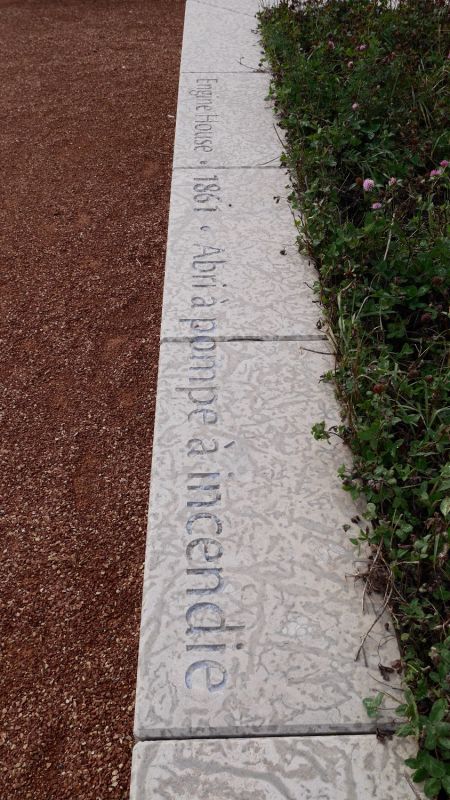 Engine House • 1861 • Abri à pompe à incendie